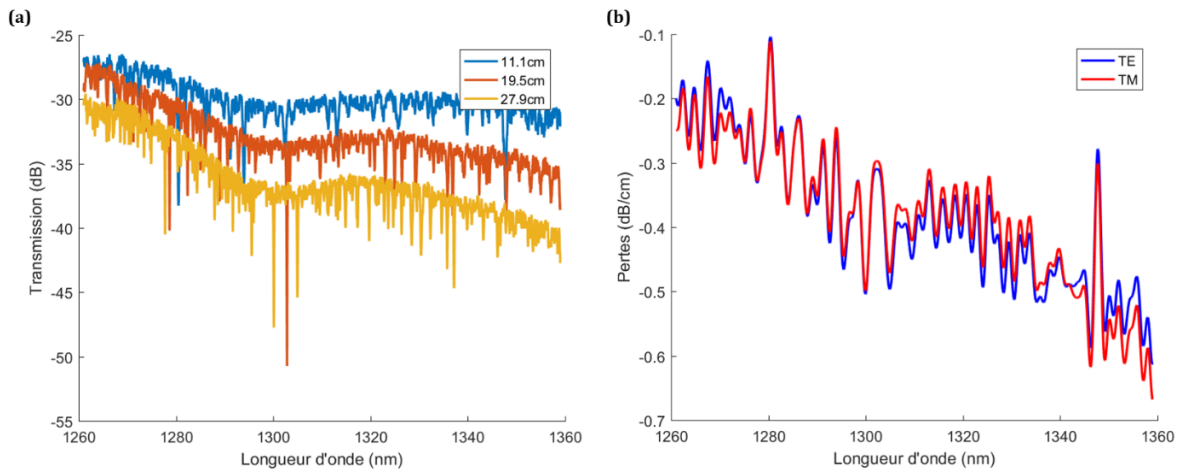 (a)
-25
-30
-35
-40
-45
-50
-55
Transmission (dB)
1260
1280
1300
1320
1340
1360
Longueur d'onde (nm)
11.1cm
19.5cm
27.9cm
(b)
-0.1
-0.2
-0.3
-0.4
-0.5
-0.6
-0.7
Pertes (dB/cm)
1260
1280
1300
1320
1340
1360
Longueur d'onde (nm)
TE
TM